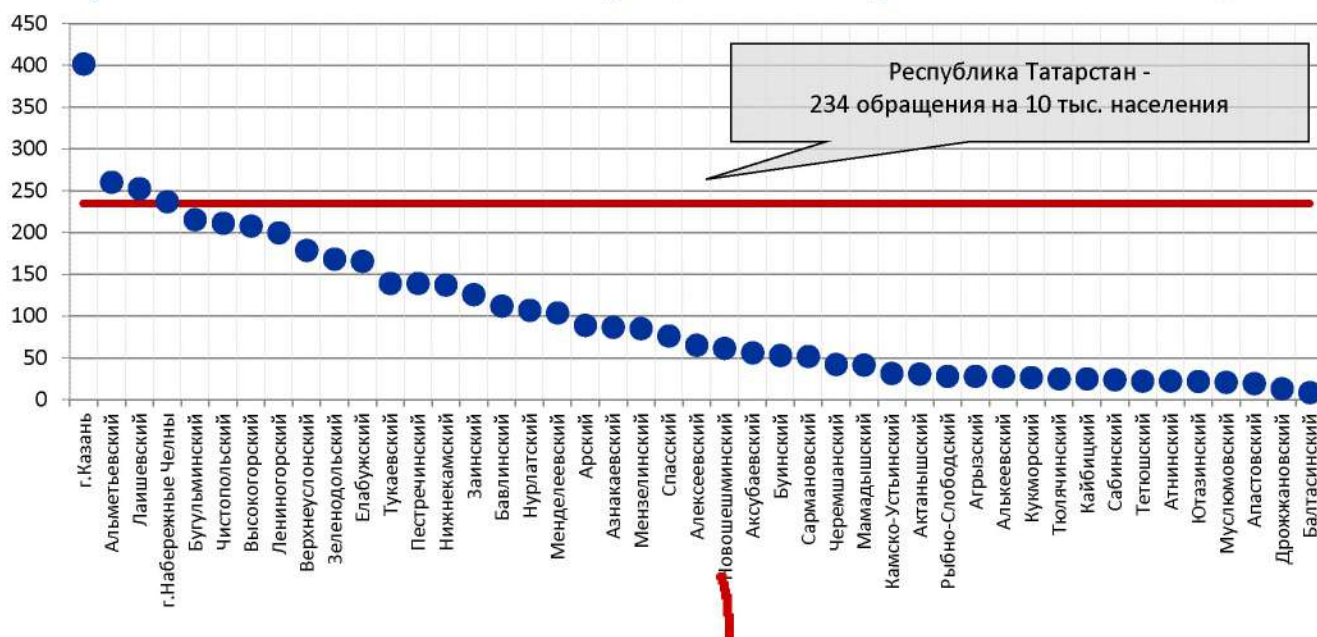 450
400
350
300
250
200
150
100
50
0
Республика Татарстан -
234 обращения на 10 тыс. населения
г.Казань
Альметьевский
Лаишевский
г.Набережные Челны
Бугульминский
Чистопольский
Высокогорский
Лениногорский
Верхнеуслонский
Зеленодольский
Елабужский
Тукаевский
Пестречинский
Нижнекамский
Заинский
Бавлинский
Нурлатский
Менделеевский
Арский
Азнакаевский
Мензелинский
Спасский
Алексеевский
Новошешминский
Аксубаевский
Буинский
Сармановский
Черемшанский
Мамадышский
Камско-Устьинский
Актанышский
Рыбно-Слободский
Агрызский
Алькеевский
Кукморский
Тюлячинский
Кайбицкий
Сабинский
Тетюшский
Атнинский
Ютазинский
Муслюмовский
Апастовский
Дрожжановский
Балтасинский